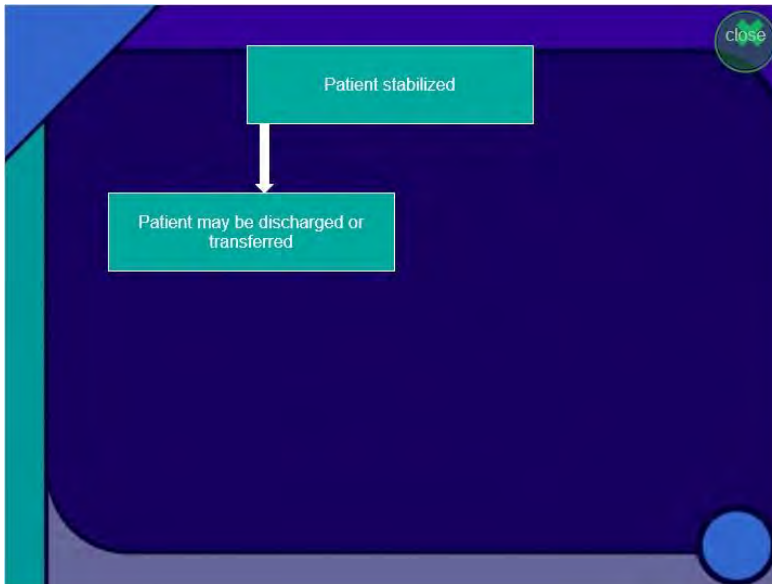 close
Patient stabilized
Patient may be discharged or
transferred